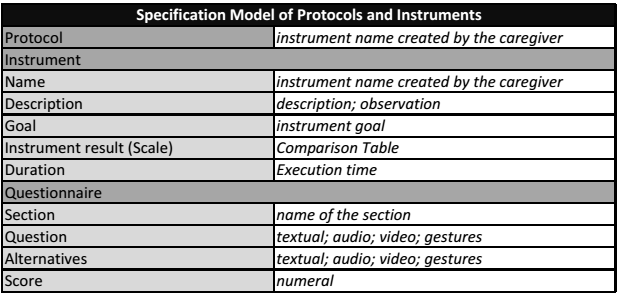 Specification Model of Protocols and Instruments
Protocol instrument name created by the caregiver
Instrument
Name instrument name created by the caregiver
Description description; observation
Goal instrument goal
Instrument result (Scale) Comparison Table
Duration Execution time
Questionnaire
Section name of the section
Question textual; audio; video; gestures
Alternatives textual; audio; video; gestures
Score numeral